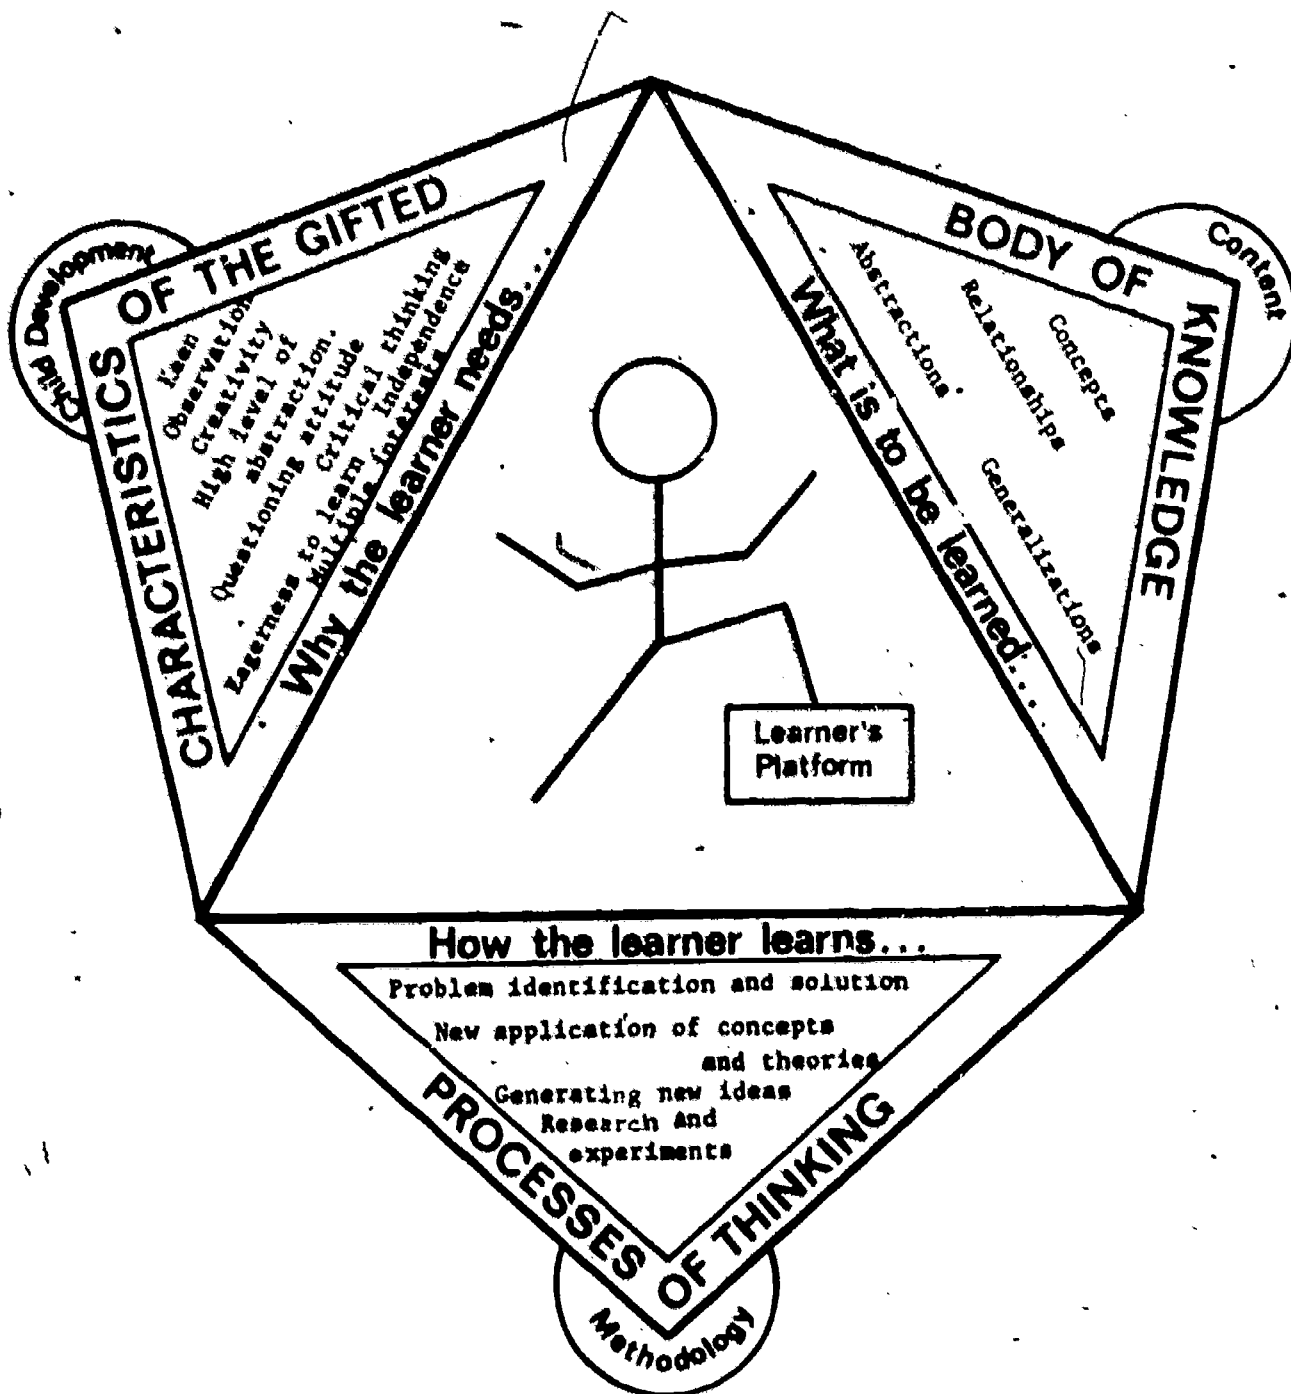 Child Development
CHARACTERISTICS OF THE GIFTED
Keen
Observation
Creativity
High level of
abstraction.
Questioning attitude
Critical thinking
Eagerness to learn Independence
Multiple interests
Why the learner needs...
Content
BODY OF KNOWLEDGE
What is to be learned...
Abstractions
Relationships
Concepts
Generalizations
Learner's
Platform
How the learner learns...
Problem identification and solution
New application of concepts
and theories
Generating new ideas
Research And
experiments
PROCESSES OF THINKING
Methodology